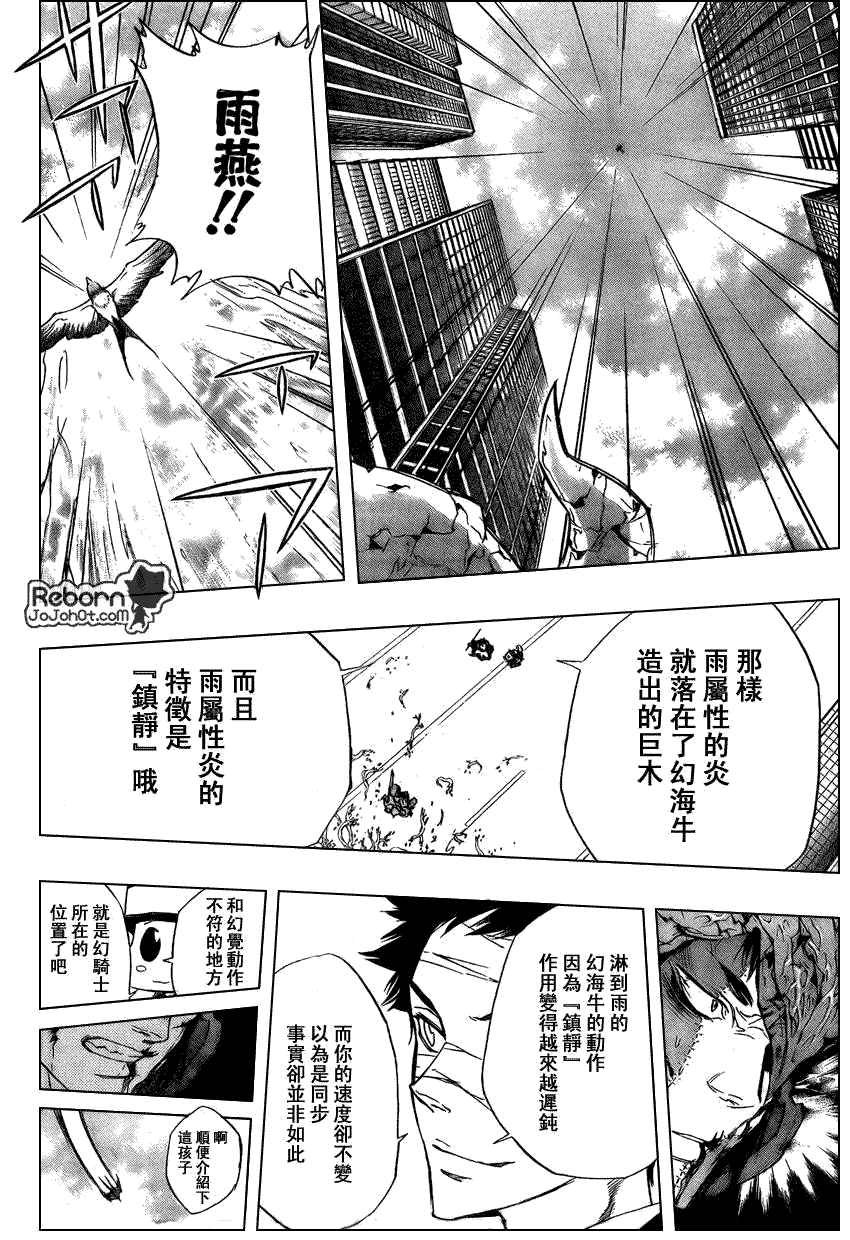 雨燕!!
Reborn
JoJoHOt.com
那樣
雨屬性的炎
就落在了幻海牛
造出的巨木
而且
雨屬性炎的
特徵是
『鎮靜』哦
淋到雨的
幻海牛的動作
因為『鎮靜』
作用變得越來越遲鈍
而你的速度卻不變
以為是同步
事實卻並非如此
和幻覺動作
不符的地方
就是幻騎士
所在的
位置了吧
啊
順便介紹下
這孩子